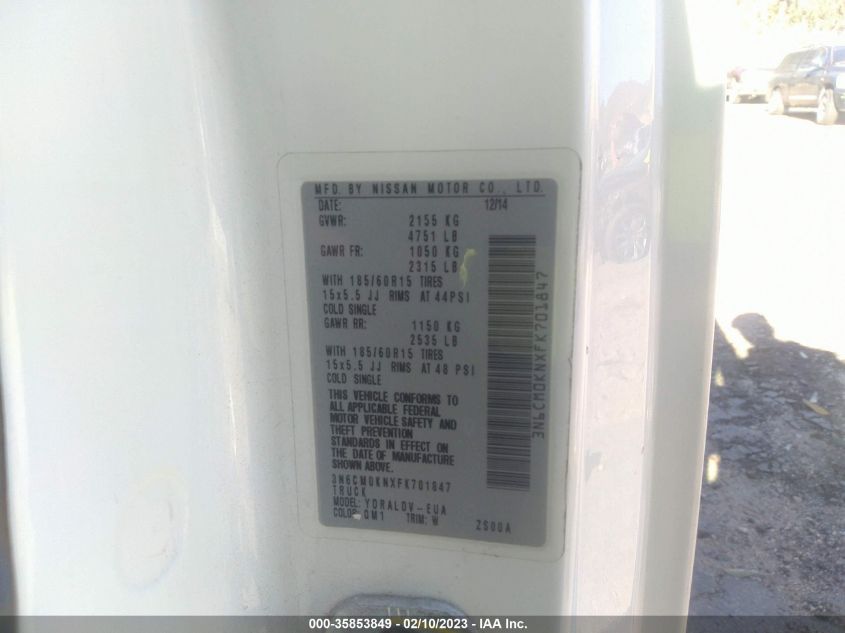 MFD. BY NISSAN MOTOR CO., LTD.
DATE: 12/14
GVWR: 2155 KG
4751 LB
GAWR FR: 1050 KG
2315 LB
WITH 185/60R15 TIRES
15x5.5 JJ RIMS AT 44PSI
COLD SINGLE
GAWR RR: 1150 KG
2535 LB
WITH 185/60R15 TIRES
15x5.5 JJ RIMS AT 48 PSI
COLD SINGLE
THIS VEHICLE CONFORMS TO
ALL APPLICABLE FEDERAL
MOTOR VEHICLE SAFETY AND
THEFT PREVENTION
STANDARDS IN EFFECT ON
THE DATE OF MANUFACTURE
SHOWN ABOVE.
3N6CM0KNXFK701847
TRUCK
MODEL: YDRALDV-EUA
COLOR: QM1 TRIM: W ZS00A
3N6CM0KNXFK701847
000-35853849 - 02/10/2023 - IAA Inc.